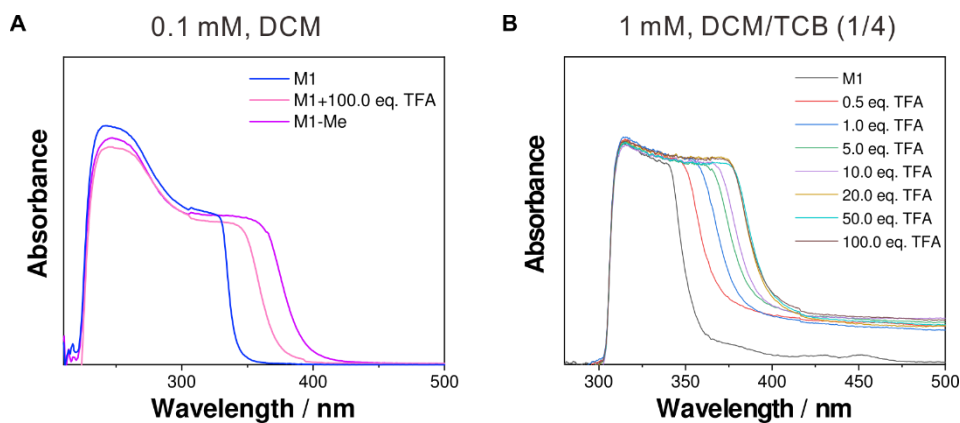 A
0.1 mM, DCM
M1
M1+100.0 eq. TFA
M1-Me
Absorbance
300
400
500
Wavelength / nm
B
1 mM, DCM/TCB (1/4)
M1
0.5 eq. TFA
1.0 eq. TFA
5.0 eq. TFA
10.0 eq. TFA
20.0 eq. TFA
50.0 eq. TFA
100.0 eq. TFA
Absorbance
300
350
400
450
500
Wavelength / nm